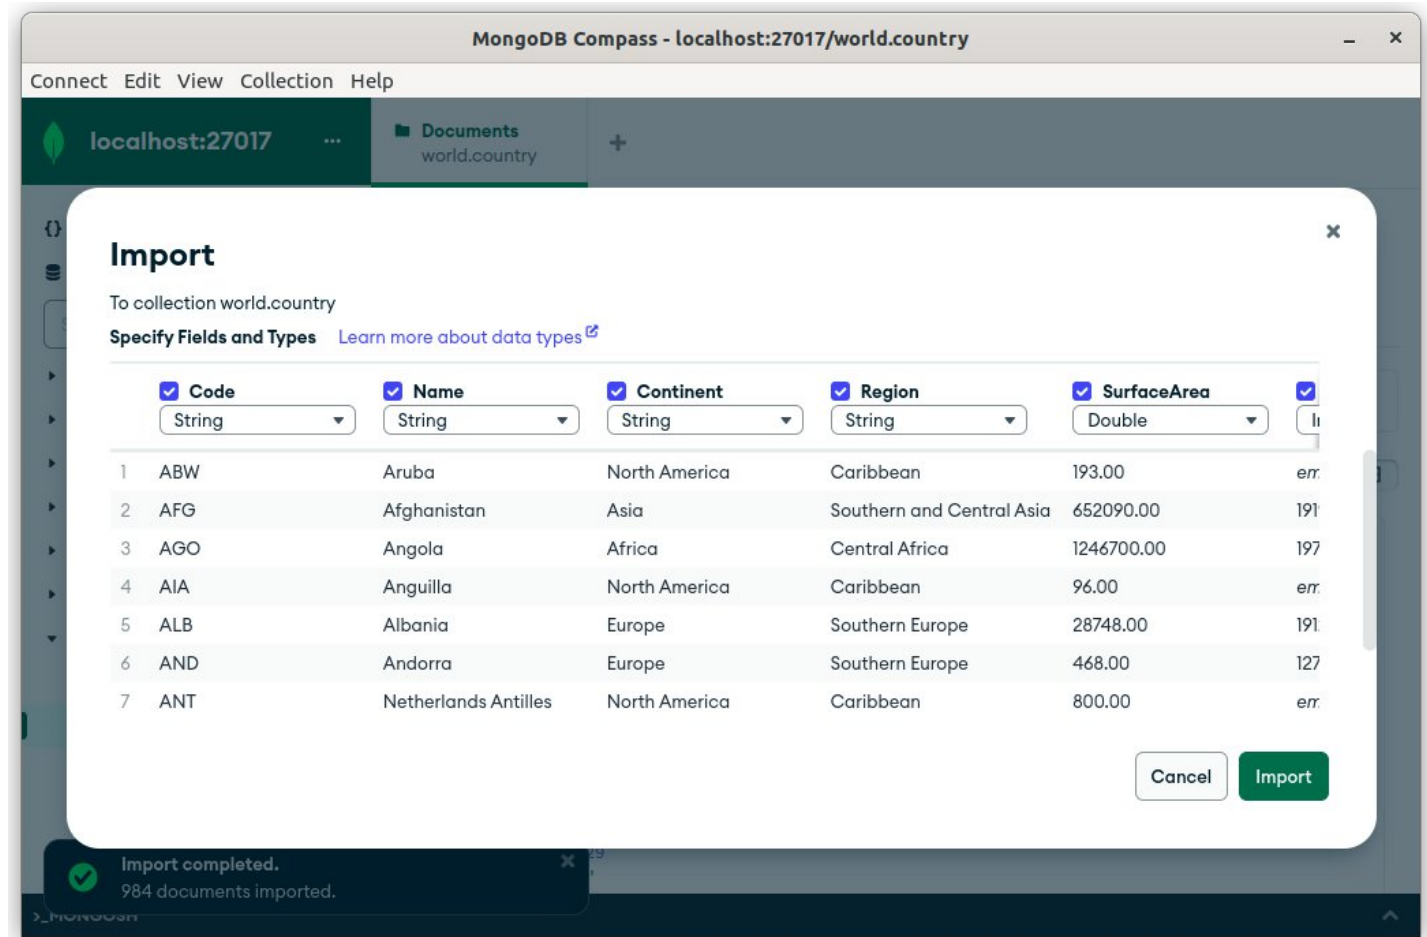 MongoDB Compass - localhost:27017/world.country
Connect Edit View Collection Help
localhost:27017 ...
Documents
world.country
Import
To collection world.country
Specify Fields and Types Learn more about data types
Code Name Continent Region SurfaceArea
String String String String Double
1 ABW Aruba North America Caribbean 193.00
2 AFG Afghanistan Asia Southern and Central Asia 652090.00
3 AGO Angola Africa Central Africa 1246700.00
4 AIA Anguilla North America Caribbean 96.00
5 ALB Albania Europe Southern Europe 28748.00
6 AND Andorra Europe Southern Europe 468.00
7 ANT Netherlands Antilles North America Caribbean 800.00
Cancel Import
Import completed.
984 documents imported.
>_MONGOSH